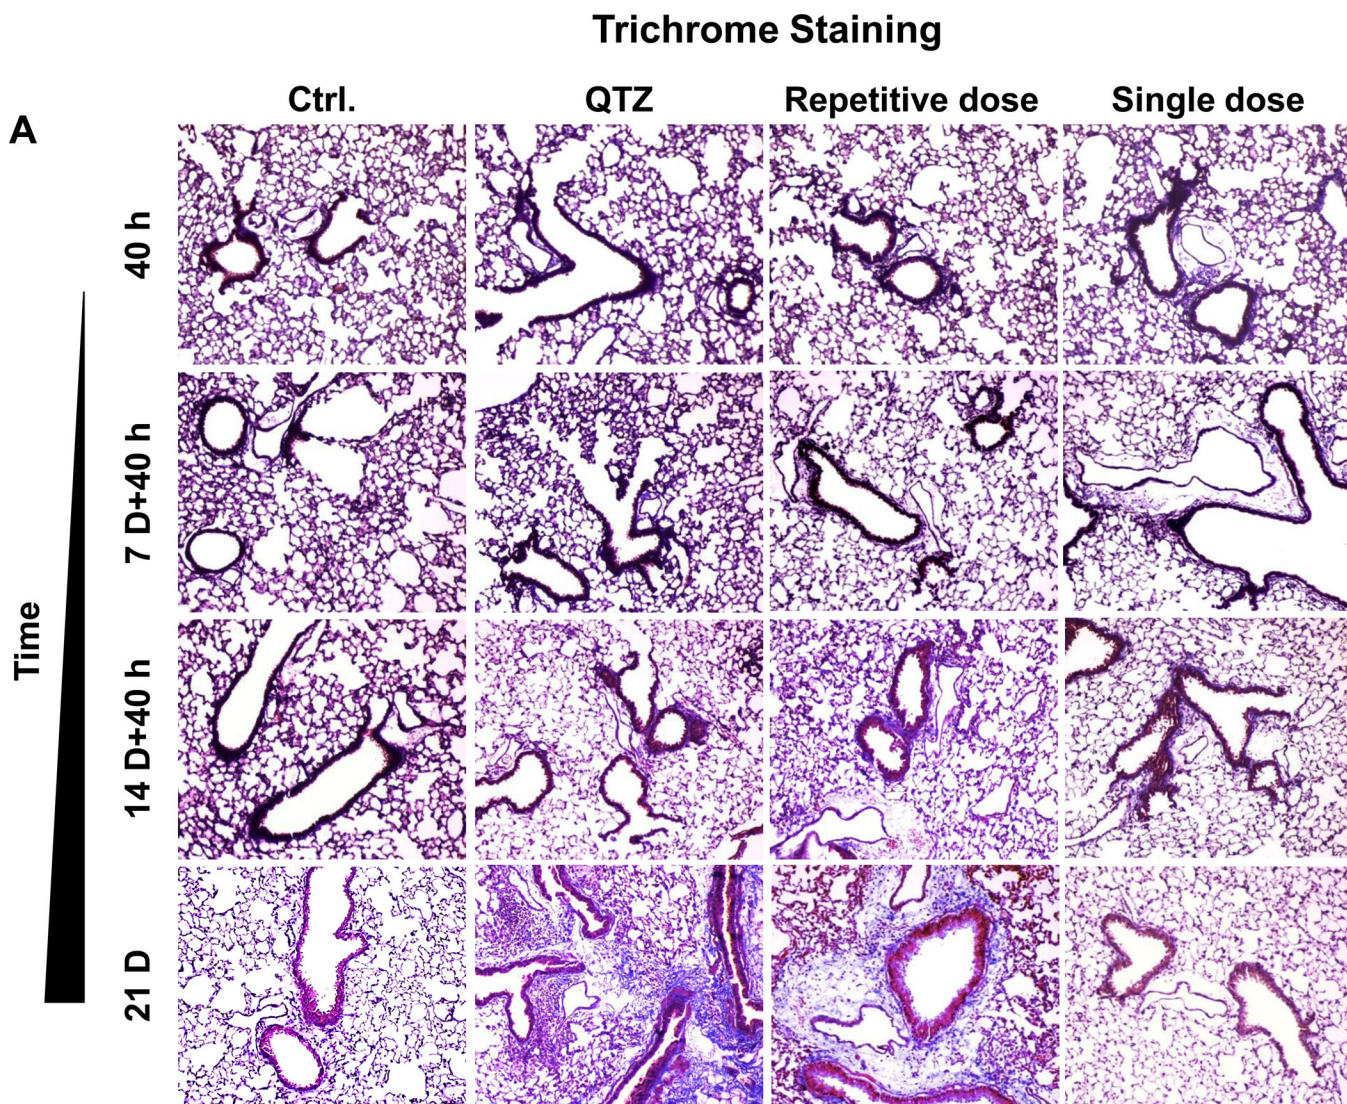 Trichrome Staining
A
Ctrl.
QTZ
Repetitive dose
Single dose
40 h
7 D+40 h
14 D+40 h
21 D
Time